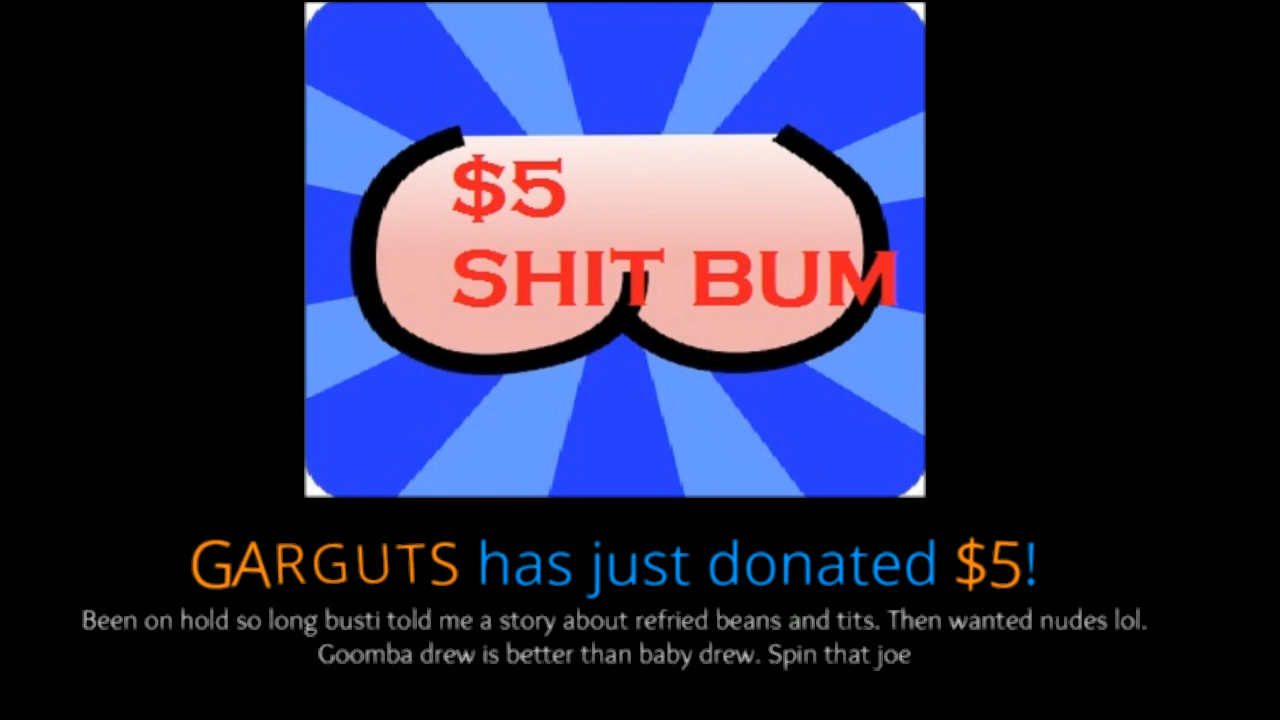 $5
SHIT BUM
GARGUTS has just donated $5!
Been on hold so long busti told me a story about refried beans and tits. Then wanted nudes lol.
Goomba drew is better than baby drew. Spin that joe